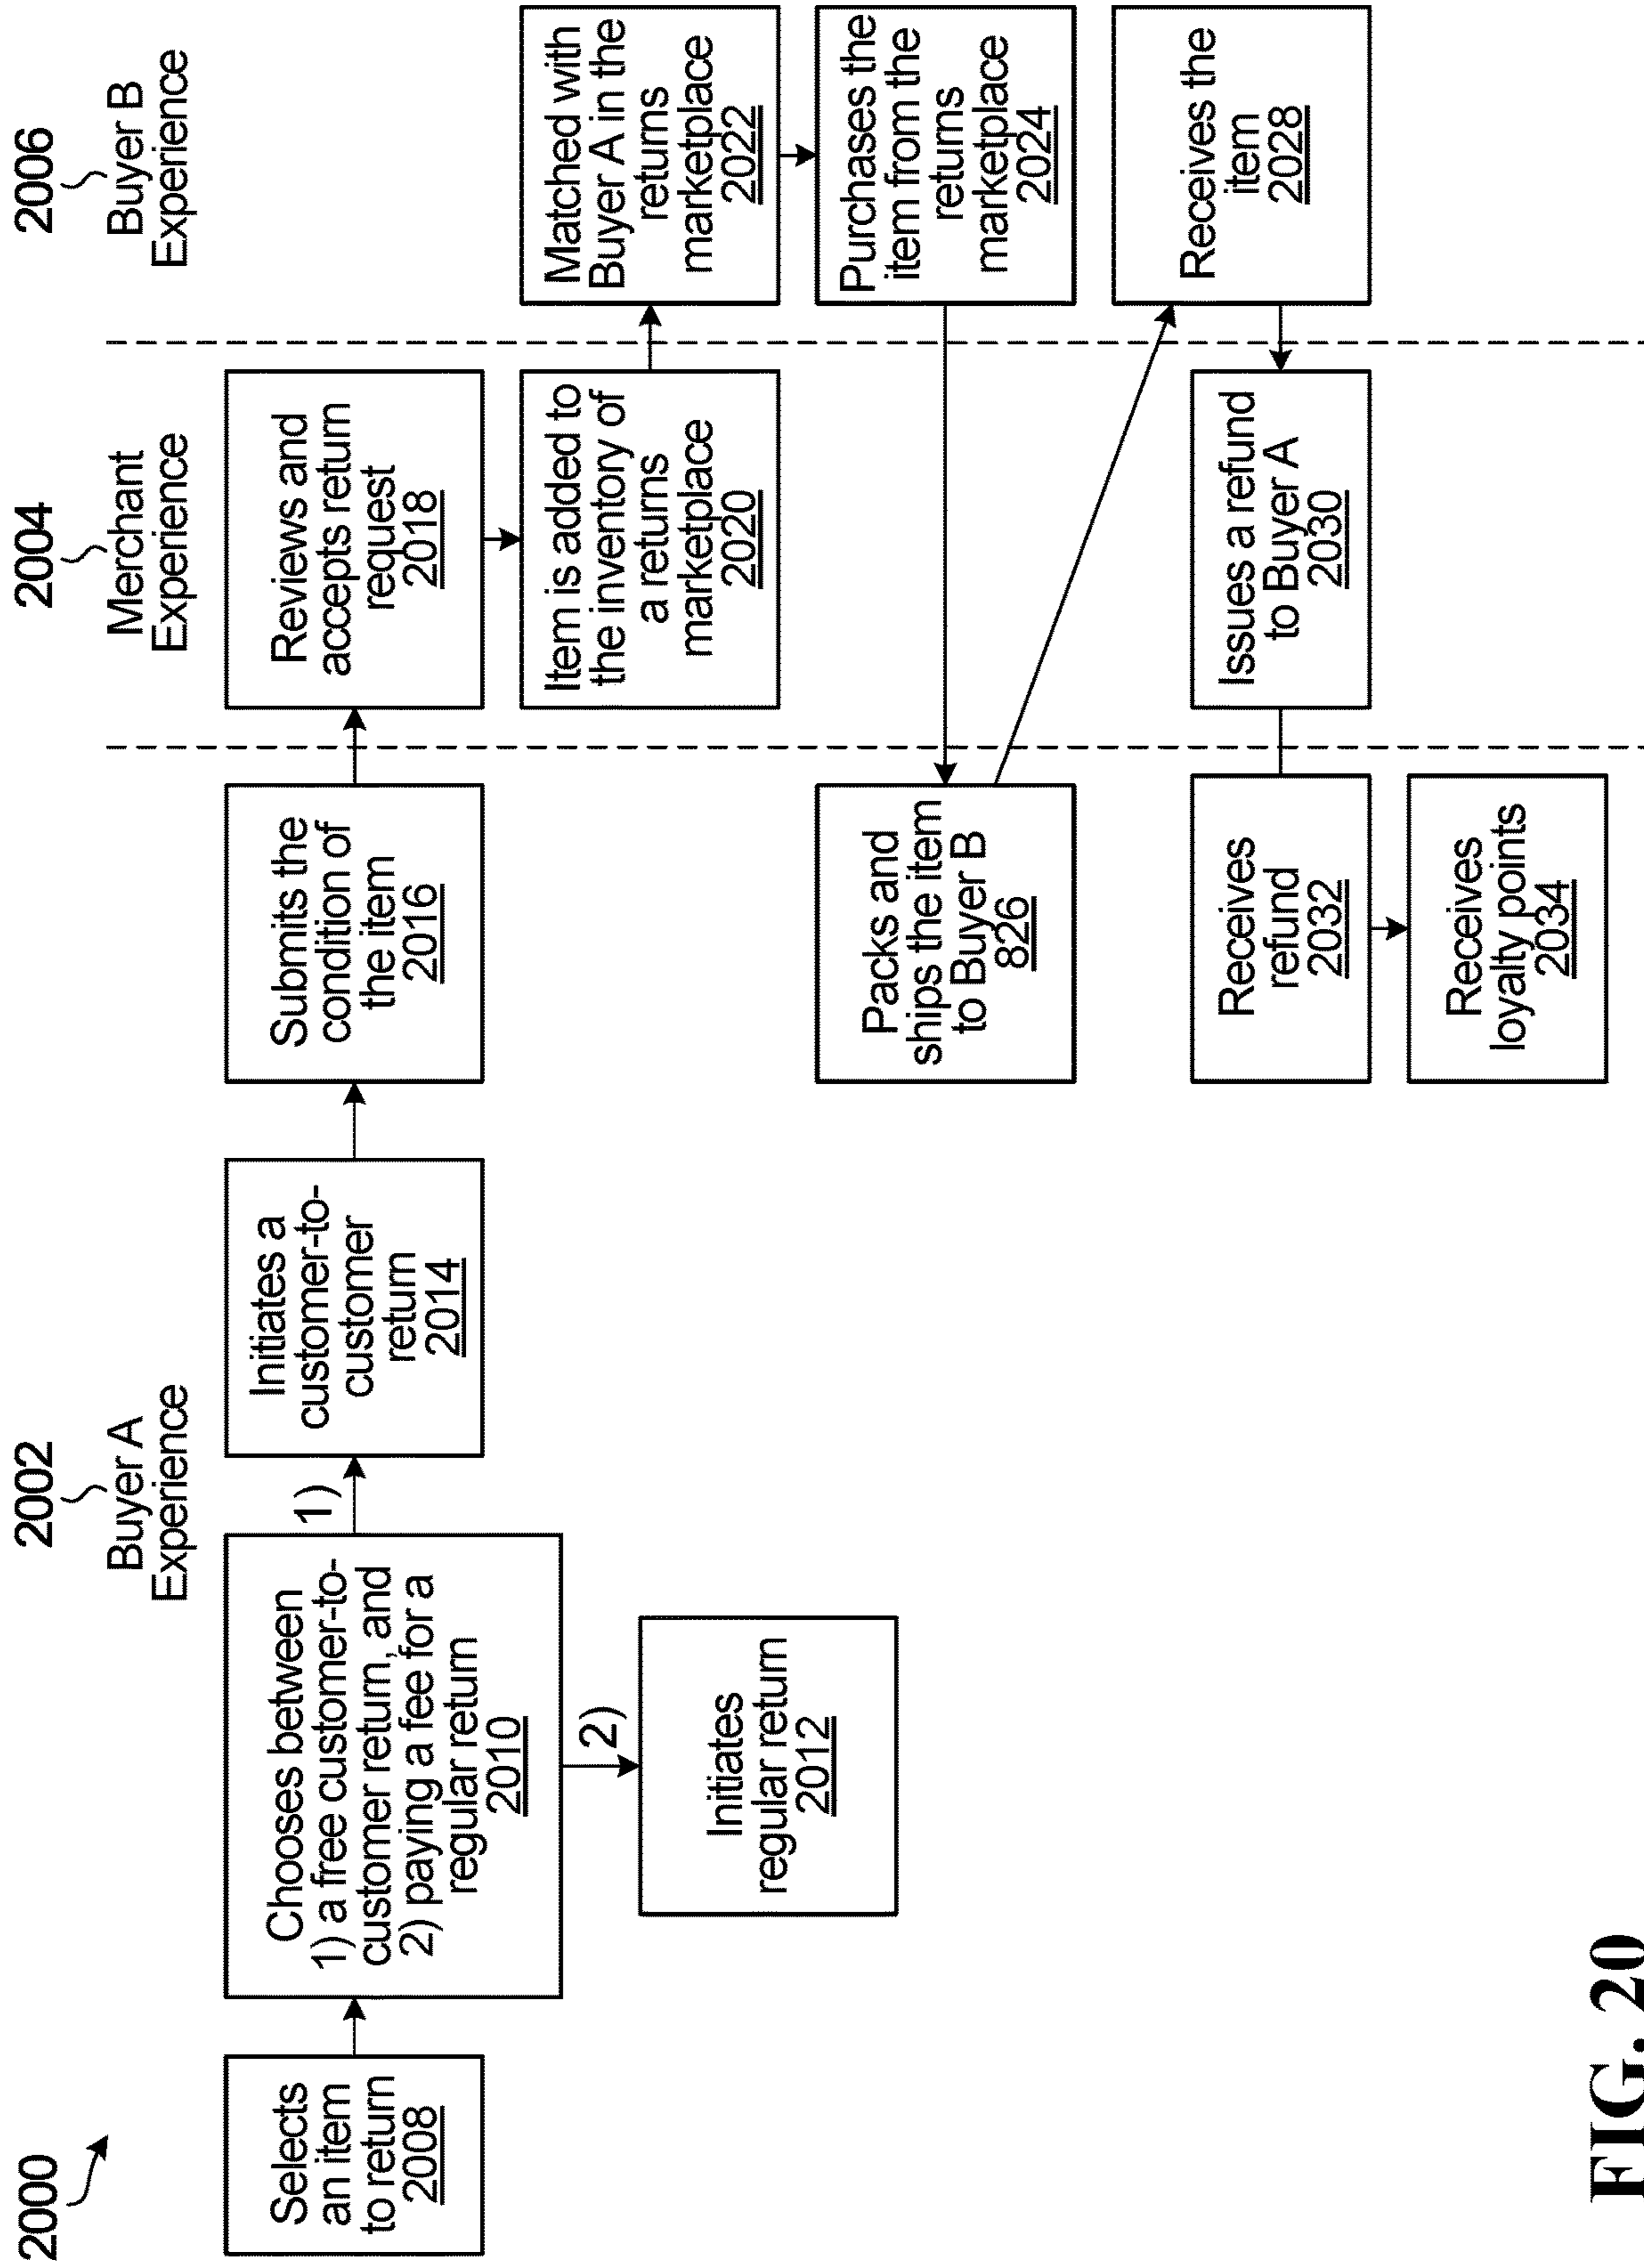 2000
2002
Buyer A
Experience
2004
Merchant
Experience
2006
Buyer B
Experience
Selects
an item
to return
2008
Chooses between
1) a free customer-to-
customer return, and
2) paying a fee for a
regular return
2010
1)
2)
Initiates
regular return
2012
Initiates a
customer-to-
customer
return
2014
Submits the
condition of
the item
2016
Reviews and
accepts return
request
2018
Item is added to
the inventory of
a returns
marketplace
2020
Matched with
Buyer A in the
returns
marketplace
2022
Purchases the
item from the
returns
marketplace
2024
Packs and
ships the item
to Buyer B
826
Receives the
item
2028
Issues a refund
to Buyer A
2030
Receives
refund
2032
Receives
loyalty points
2034
FIG. 20